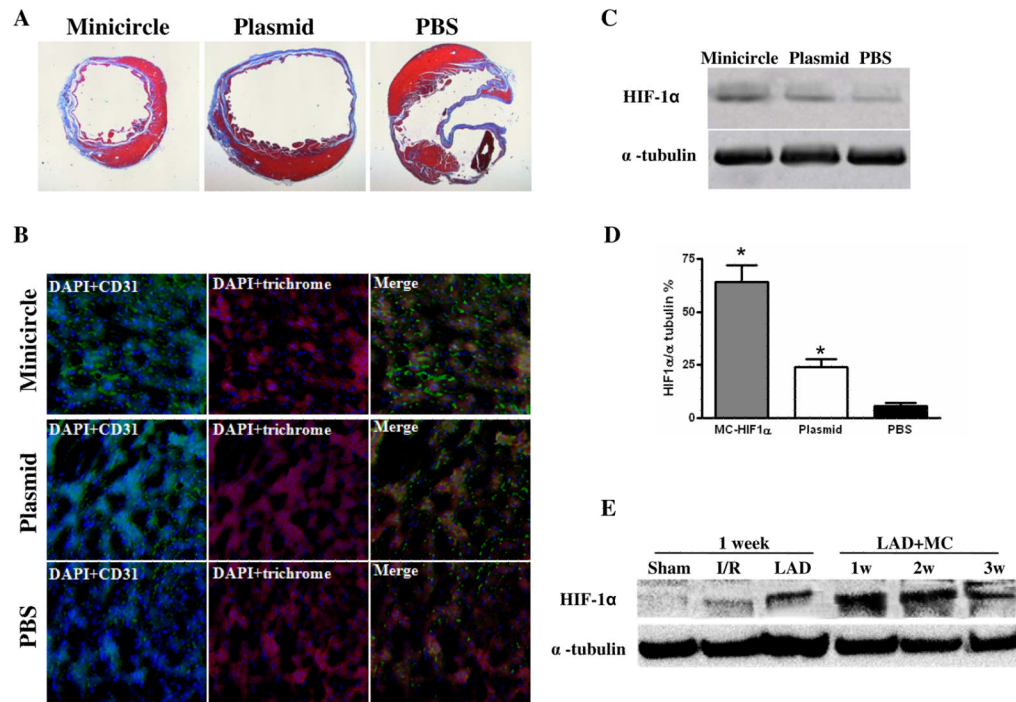 A
Minicircle Plasmid PBS
B
Minicircle
DAPI+CD31 DAPI+trichrome Merge
Plasmid
DAPI+CD31 DAPI+trichrome Merge
PBS
DAPI+CD31 DAPI+trichrome Merge
C
Minicircle Plasmid PBS
HIF-1α
α -tubulin
D
HIF1α/α tubulin %
75
50
25
0
* *
MC-HIF1α Plasmid PBS
E
1 week LAD+MC
Sham I/R LAD 1w 2w 3w
HIF-1α
α -tubulin